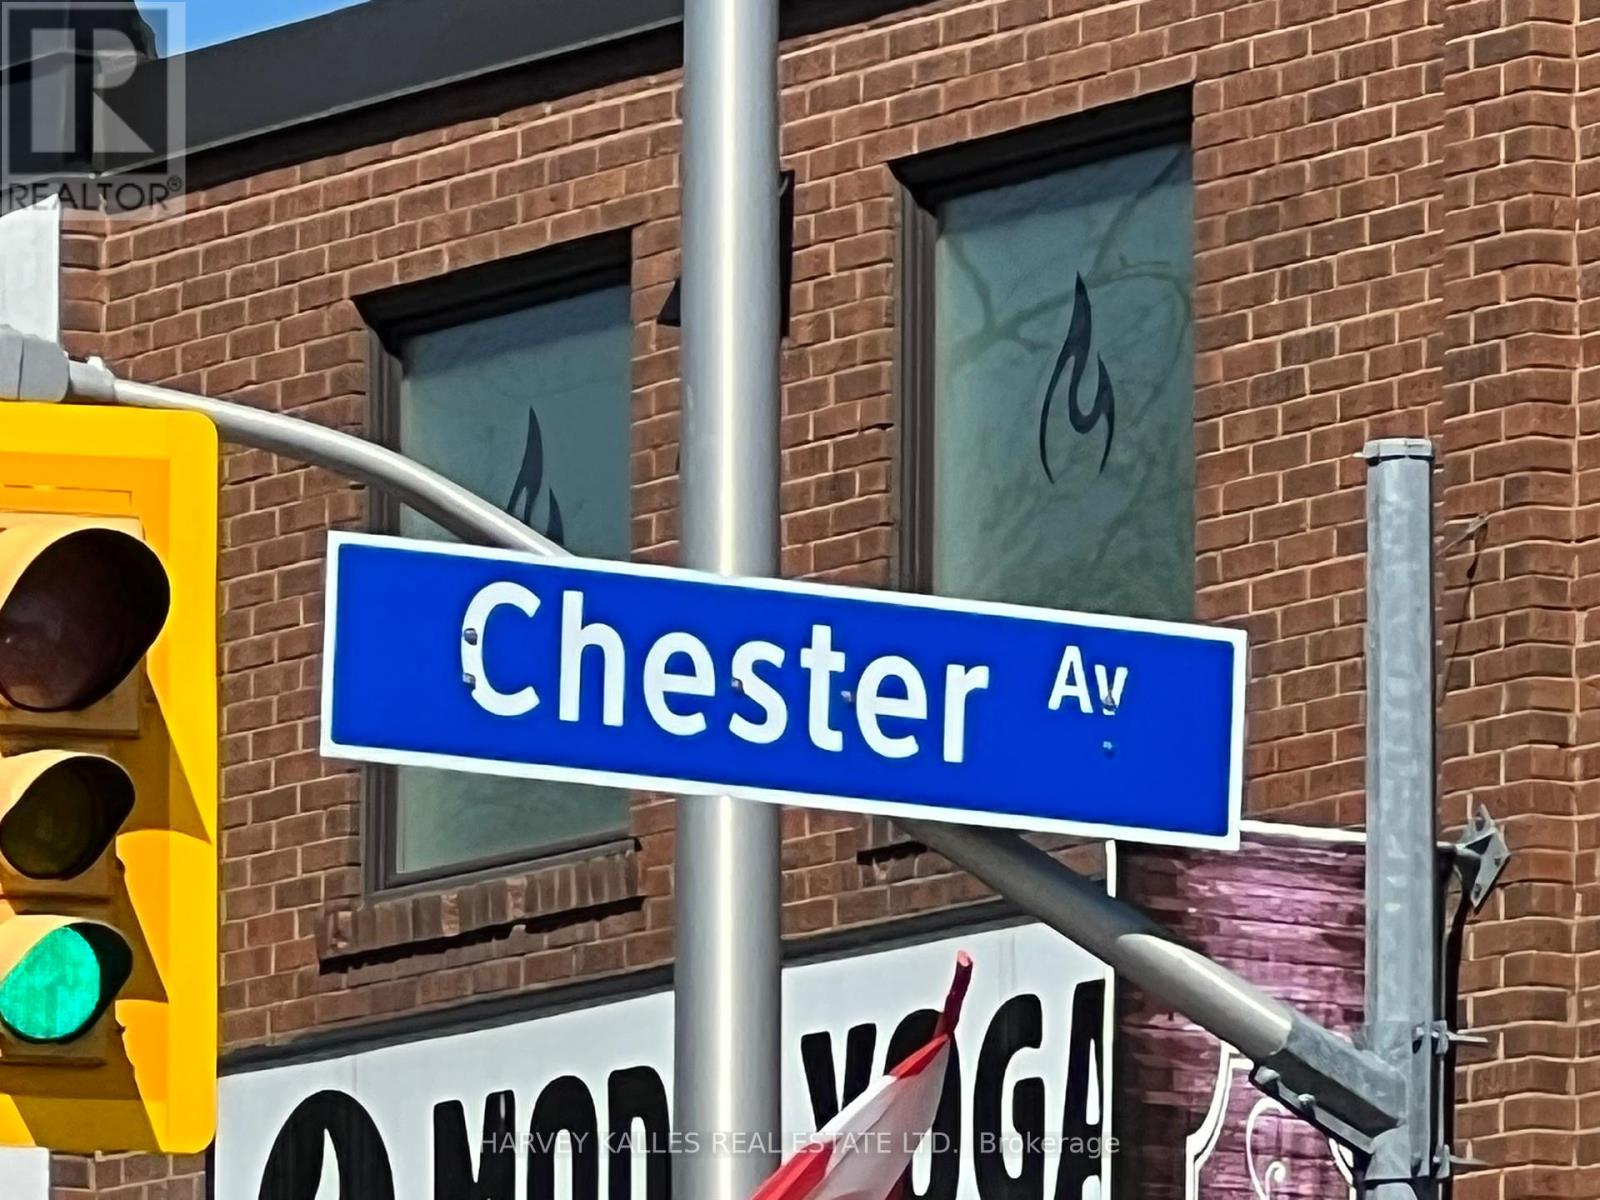 REALTOR®
Chester Av
YOGA
HARVEY KALLES REAL ESTATE LTD. Brokerage